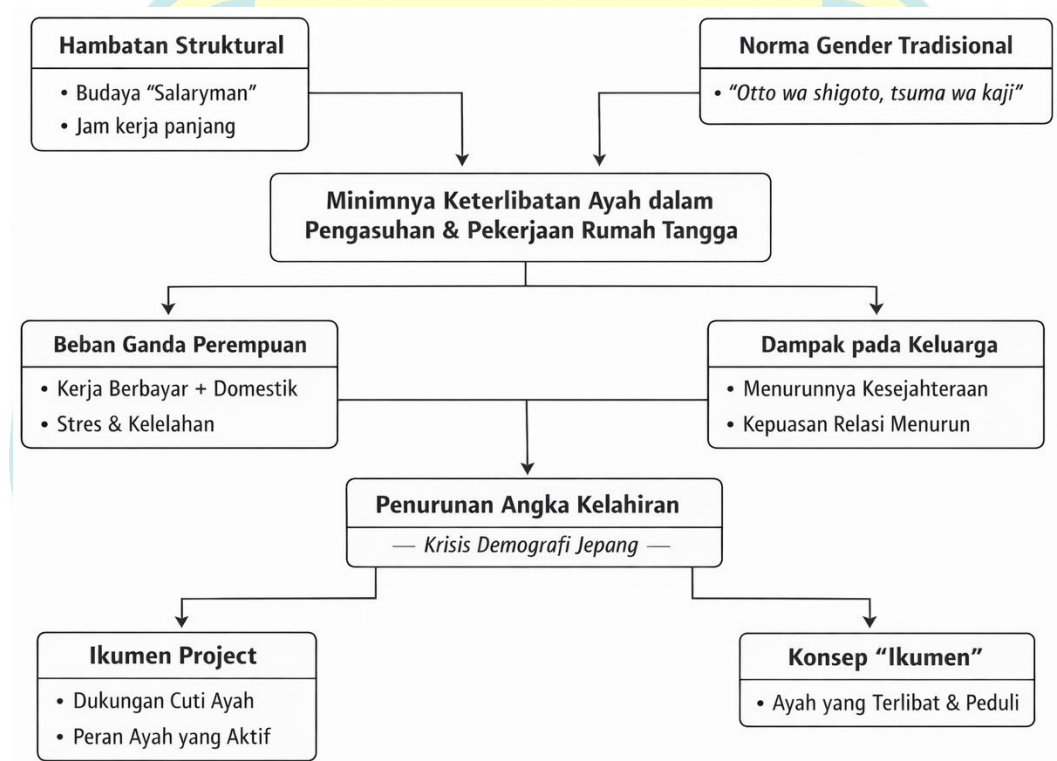 Hambatan Struktural
• Budaya “Salaryman”
• Jam kerja panjang
Norma Gender Tradisional
• “Otto wa shigoto, tsuma wa kaji”
Minimnya Keterlibatan Ayah dalam
Pengasuhan & Pekerjaan Rumah Tangga
Beban Ganda Perempuan
• Kerja Berbayar + Domestik
• Stres & Kelelahan
Dampak pada Keluarga
• Menurunnya Kesejahteraan
• Kepuasan Relasi Menurun
Penurunan Angka Kelahiran
— Krisis Demografi Jepang —
Ikumen Project
• Dukungan Cuti Ayah
• Peran Ayah yang Aktif
Konsep “Ikumen”
• Ayah yang Terlibat & Peduli